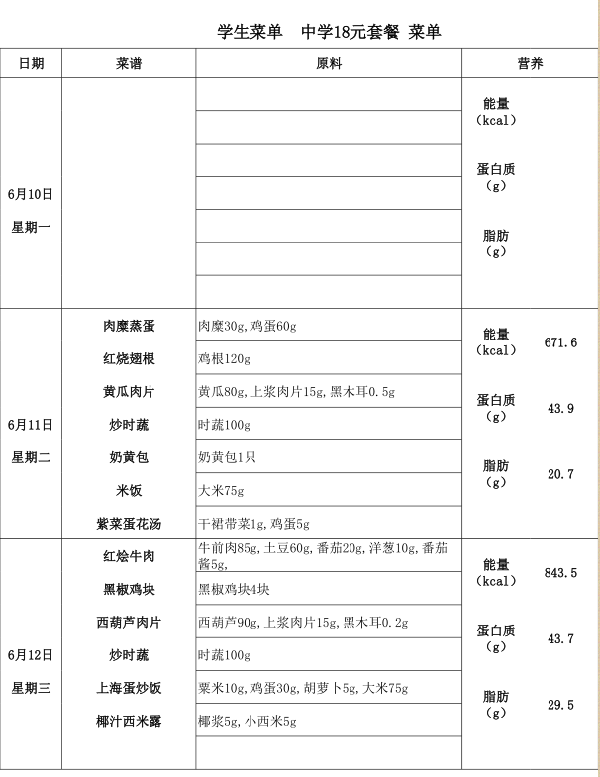 学生菜单 中学18元套餐 菜单
日期 菜谱 原料 营养
6月10日
星期一
能量
（kcal）
蛋白质
（g）
脂肪
（g）
6月11日
星期二
肉糜蒸蛋 肉糜30g,鸡蛋60g
红烧翅根 鸡根120g
黄瓜肉片 黄瓜80g,上浆肉片15g,黑木耳0.5g
炒时蔬 时蔬100g
奶黄包 奶黄包1只
米饭 大米75g
紫菜蛋花汤 干裙带菜1g,鸡蛋5g
能量
（kcal）
671.6
蛋白质
（g）
43.9
脂肪
（g）
20.7
6月12日
星期三
红烩牛肉 牛前肉85g,土豆60g,番茄20g,洋葱10g,番茄
酱5g,
黑椒鸡块 黑椒鸡块4块
西葫芦肉片 西葫芦90g,上浆肉片15g,黑木耳0.2g
炒时蔬 时蔬100g
上海蛋炒饭 粟米10g,鸡蛋30g,胡萝卜5g,大米75g
椰汁西米露 椰浆5g,小西米5g
能量
（kcal）
843.5
蛋白质
（g）
43.7
脂肪
（g）
29.5